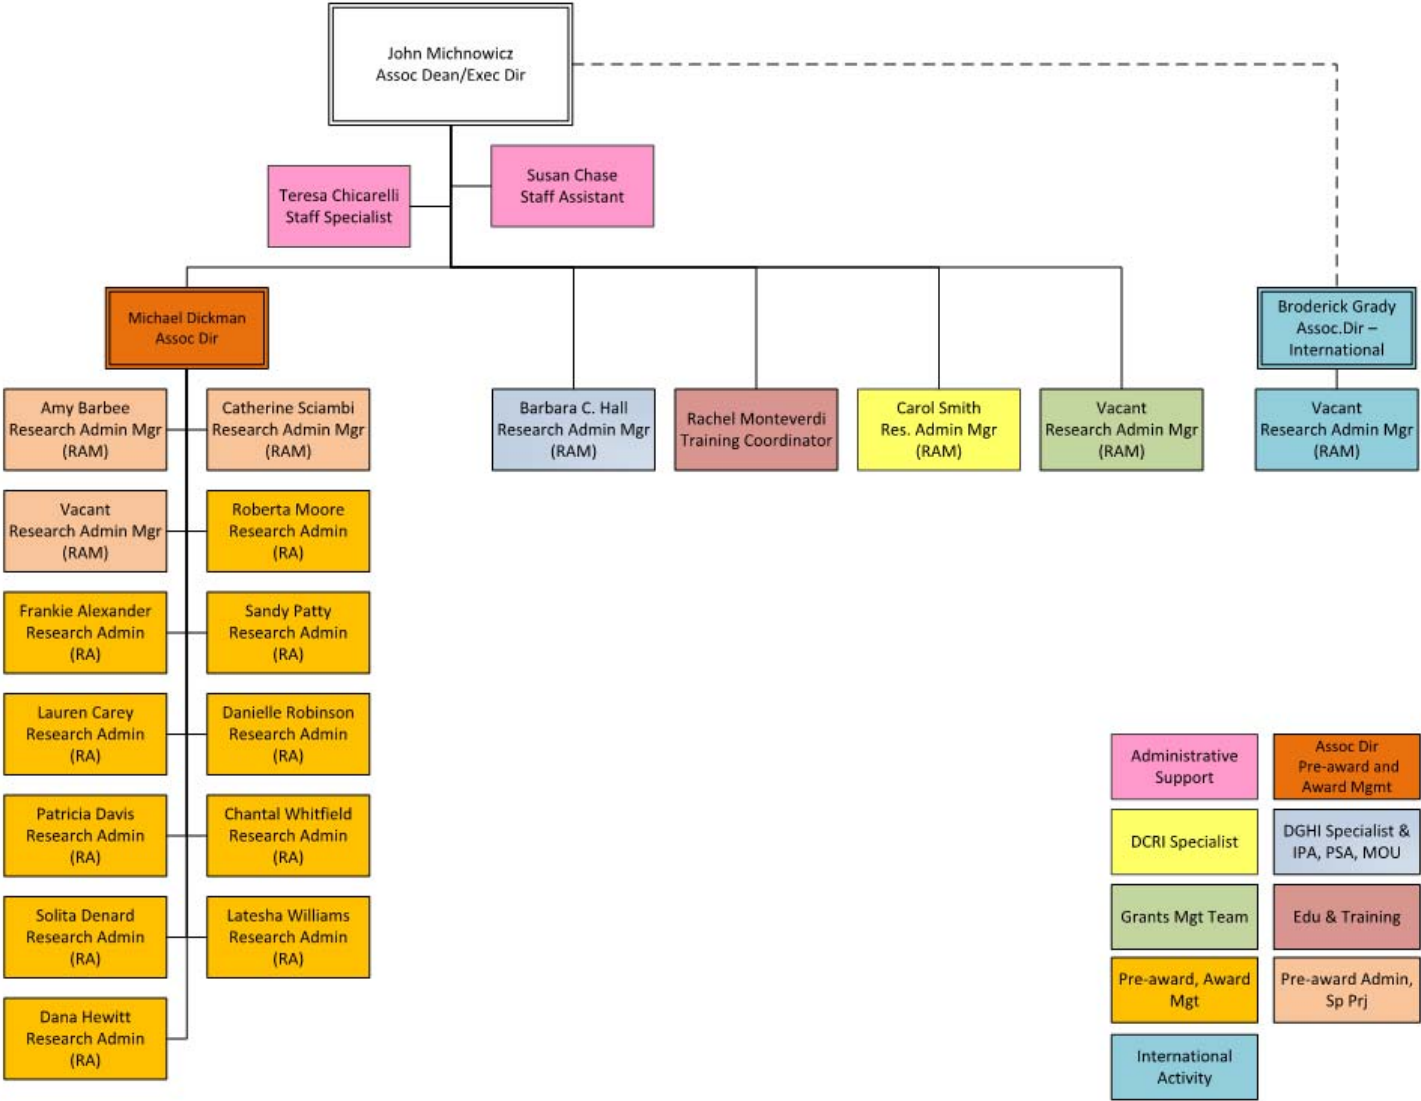 John Michnowicz
Assoc Dean/Exec Dir
Susan Chase
Staff Assistant
Teresa Chicarelli
Staff Specialist
Michael Dickman
Assoc Dir
Broderick Grady
Assoc.Dir –
International
Amy Barbee
Research Admin Mgr
(RAM)
Catherine Sciambi
Research Admin Mgr
(RAM)
Barbara C. Hall
Research Admin Mgr
(RAM)
Rachel Monteverdi
Training Coordinator
Carol Smith
Res. Admin Mgr
(RAM)
Vacant
Research Admin Mgr
(RAM)
Vacant
Research Admin Mgr
(RAM)
Vacant
Research Admin Mgr
(RAM)
Roberta Moore
Research Admin
(RA)
Frankie Alexander
Research Admin
(RA)
Sandy Patty
Research Admin
(RA)
Lauren Carey
Research Admin
(RA)
Danielle Robinson
Research Admin
(RA)
Patricia Davis
Research Admin
(RA)
Chantal Whitfield
Research Admin
(RA)
Solita Denard
Research Admin
(RA)
Latesha Williams
Research Admin
(RA)
Dana Hewitt
Research Admin
(RA)
Administrative
Support
Assoc Dir
Pre-award and
Award Mgmt
DCRI Specialist
DGHI Specialist &
IPA, PSA, MOU
Grants Mgt Team
Edu & Training
Pre-award, Award
Mgt
Pre-award Admin,
Sp Prj
International
Activity